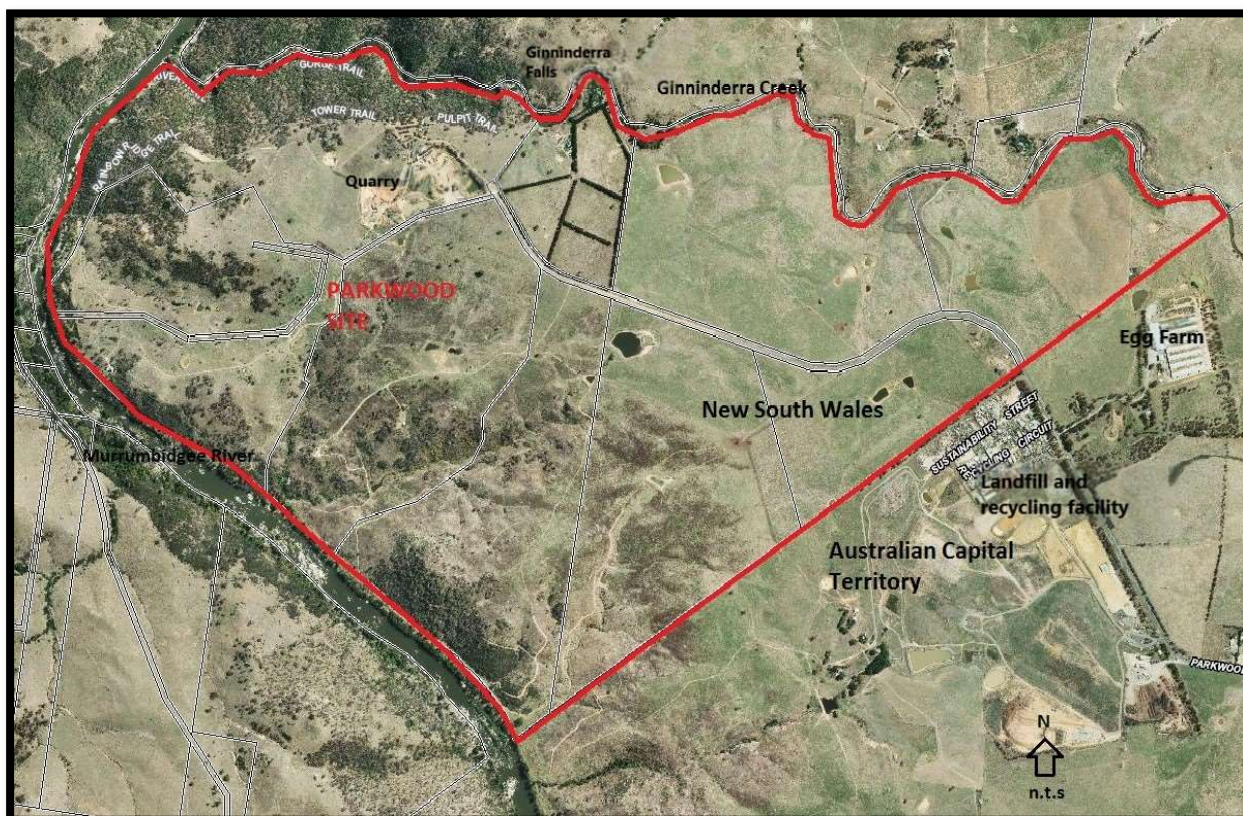 Ginninderra
Falls
GORGE TRAIL
Ginninderra Creek
TOWER TRAIL
PULPIT TRAIL
Quarry
PARKWOOD
SITE
Egg Farm
New South Wales
SUSTAINABILITY STREET
RECYCLING CIRCUIT
Murrumbidgee River
Landfill and
recycling facility
Australian Capital
Territory
PARKWOOD
N
n.t.s